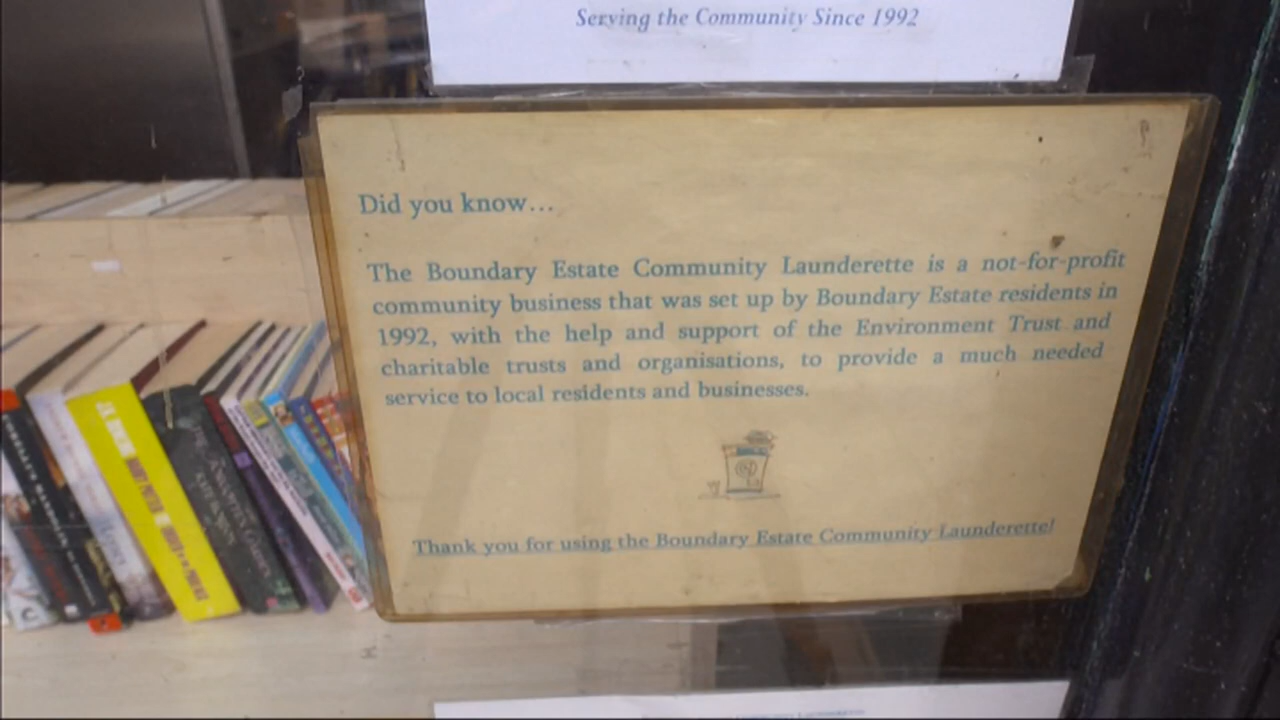 Serving the Community Since 1992
Did you know...
The Boundary Estate Community Launderette is a not-for-profit
community business that was set up by Boundary Estate residents in
1992, with the help and support of the Environment Trust and
charitable trusts and organisations, to provide a much needed
service to local residents and businesses.
Thank you for using the Boundary Estate Community Launderette!